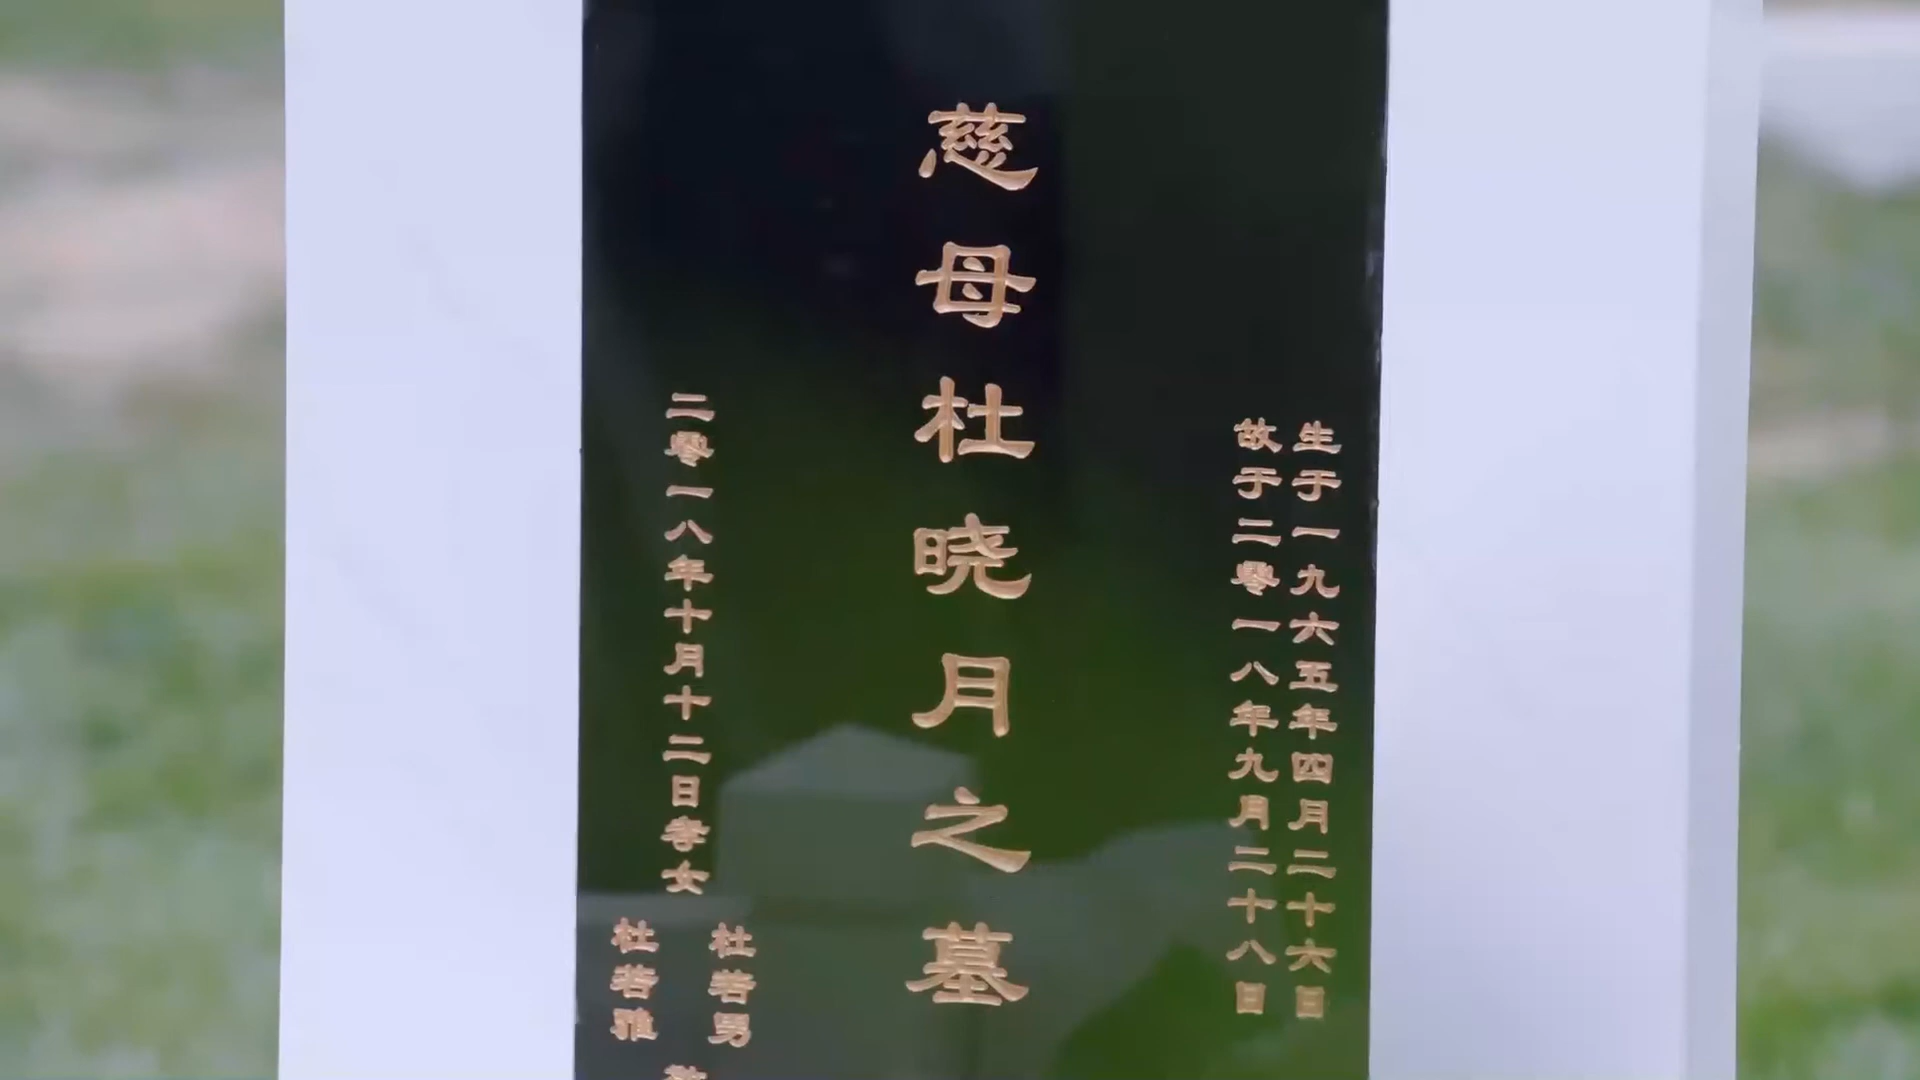 生于一九六五年四月二十六日
故于二零一八年九月二十八日
慈母杜晓月之墓
二零一八年十月十二日孝女
杜若男
杜若雅